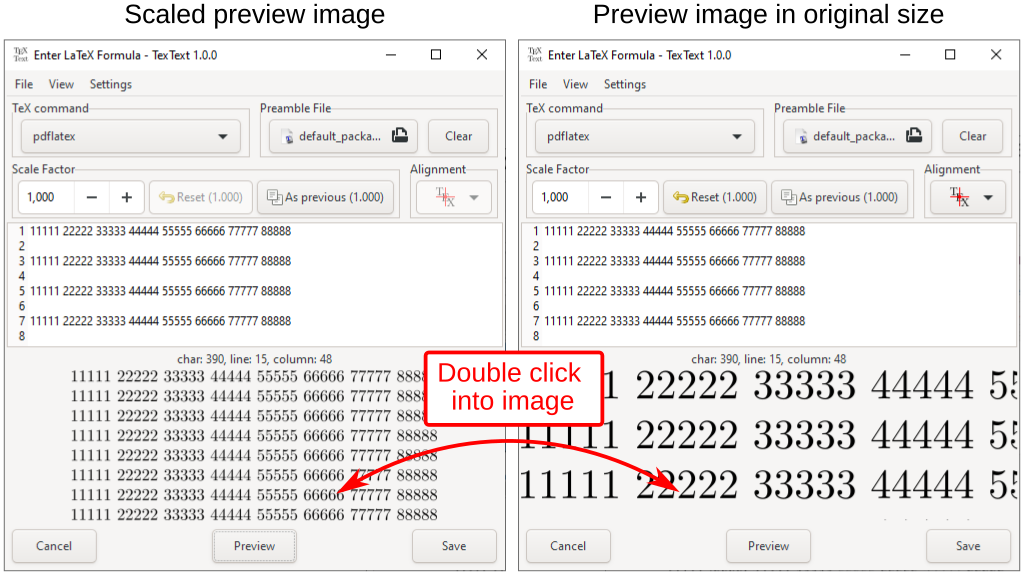 Scaled preview image
TeX Text Enter LaTeX Formula - TexText 1.0.0
File View Settings
TeX command Preamble File
pdflatex default_packa... Clear
Scale Factor Alignment
1,000 − + Reset (1.000) As previous (1.000) TEX
1 11111 22222 33333 44444 55555 66666 77777 88888
2
3 11111 22222 33333 44444 55555 66666 77777 88888
4
5 11111 22222 33333 44444 55555 66666 77777 88888
6
7 11111 22222 33333 44444 55555 66666 77777 88888
8
char: 390, line: 15, column: 48
11111 22222 33333 44444 55555 66666 77777 888
11111 22222 33333 44444 55555 66666 77777
11111 22222 33333 44444 55555 66666 77777
11111 22222 33333 44444 55555 66666 77777 88888
11111 22222 33333 44444 55555 66666 77777 88888
11111 22222 33333 44444 55555 66666 77777 88888
11111 22222 33333 44444 55555 66666 77777 88888
11111 22222 33333 44444 55555 66666 77777 88888
Cancel Preview Save
Double click
into image
Preview image in original size
TeX Text Enter LaTeX Formula - TexText 1.0.0
File View Settings
TeX command Preamble File
pdflatex default_packa... Clear
Scale Factor Alignment
1,000 − + Reset (1.000) As previous (1.000) TEX
1 11111 22222 33333 44444 55555 66666 77777 88888
2
3 11111 22222 33333 44444 55555 66666 77777 88888
4
5 11111 22222 33333 44444 55555 66666 77777 88888
6
7 11111 22222 33333 44444 55555 66666 77777 88888
8
char: 390, line: 15, column: 48
1 22222 33333 44444 55
11111 22222 33333 44444 55
11111 22222 33333 44444 55
Cancel Preview Save